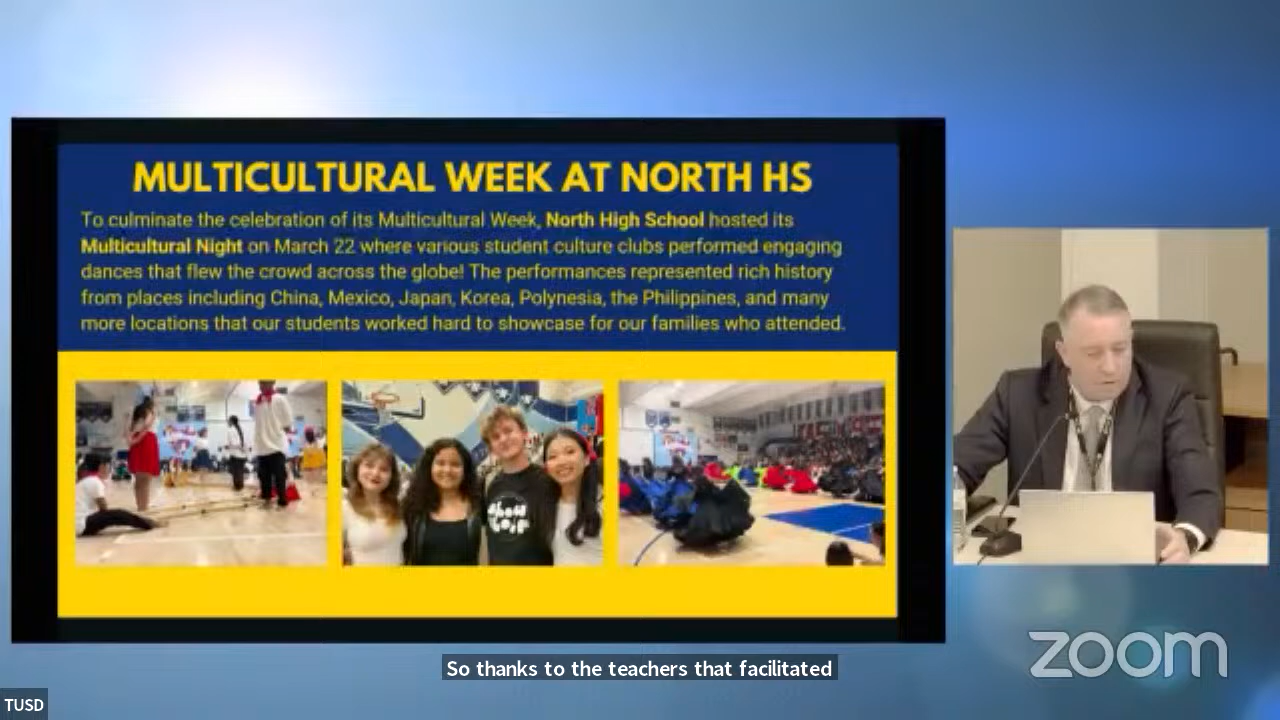 MULTICULTURAL WEEK AT NORTH HS
To culminate the celebration of its Multicultural Week, North High School hosted its
Multicultural Night on March 22 where various student culture clubs performed engaging
dances that flew the crowd across the globe! The performances represented rich history
from places including China, Mexico, Japan, Korea, Polynesia, the Philippines, and many
more locations that our students worked hard to showcase for our families who attended.
zoom
So thanks to the teachers that facilitated
TUSD